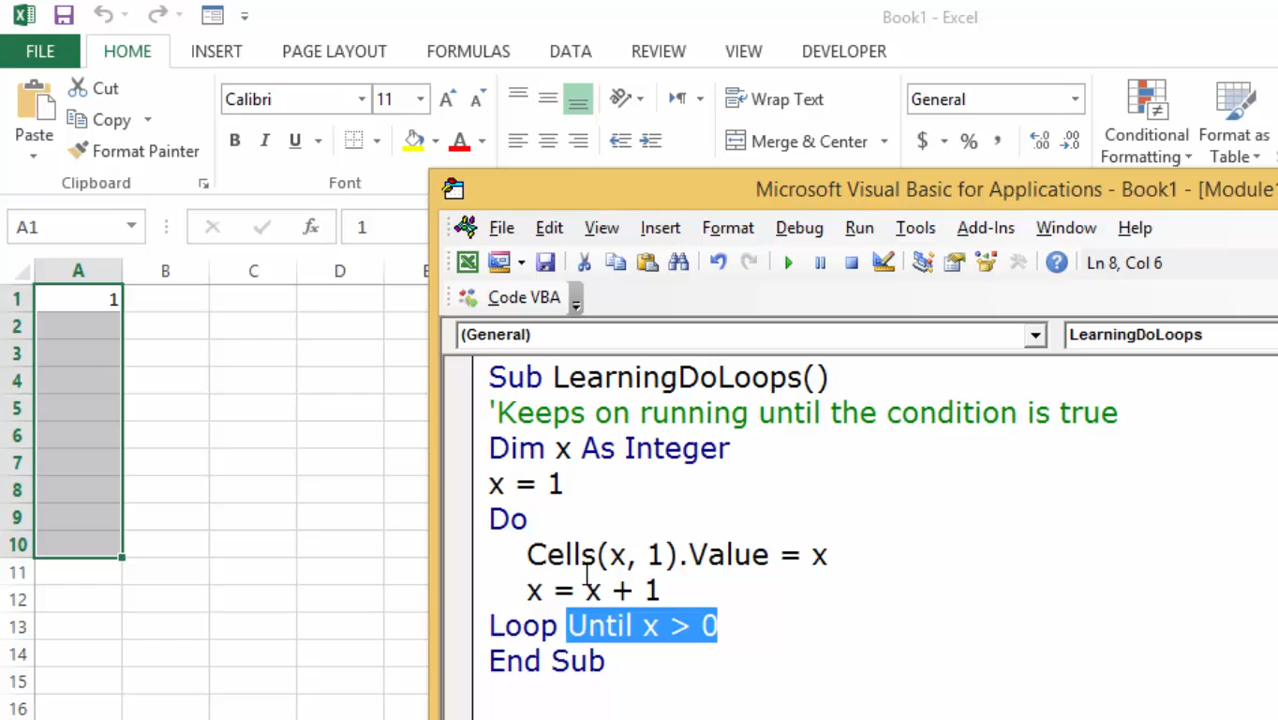 Book1 - Excel
FILE HOME INSERT PAGE LAYOUT FORMULAS DATA REVIEW VIEW DEVELOPER
Paste
Cut
Copy
Format Painter
Clipboard
Calibri 11
B I U A
Font
Wrap Text
Merge & Center
General
$ % ,
Conditional Formatting
Format as Table
A1 fx 1
A B C D E
1 1
2
3
4
5
6
7
8
9
10
11
12
13
14
15
16
Microsoft Visual Basic for Applications - Book1 - [Module
File Edit View Insert Format Debug Run Tools Add-Ins Window Help
Ln 8, Col 6
Code VBA
(General) LearningDoLoops
Sub LearningDoLoops()
'Keeps on running until the condition is true
Dim x As Integer
x = 1
Do
Cells(x, 1).Value = x
x = x + 1
Loop Until x > 0
End Sub